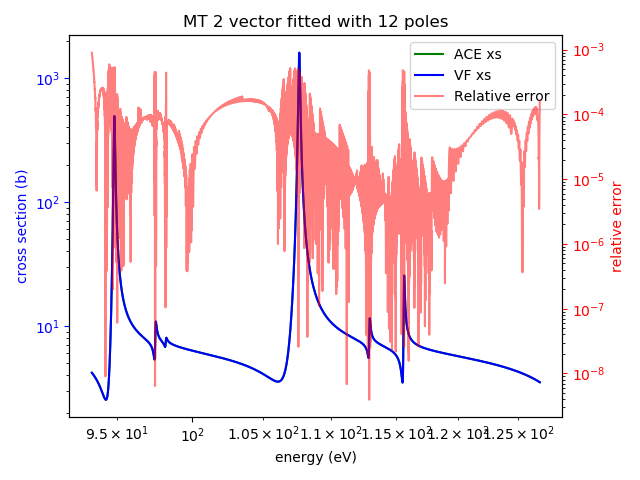 MT 2 vector fitted with 12 poles
ACE xs
VF xs
Relative error
10³
10²
10¹
cross section (b)
10⁻³
10⁻⁴
10⁻⁵
10⁻⁶
10⁻⁷
10⁻⁸
relative error
9.5 × 10¹ 10² 1.05 × 10² 1.1 × 10² 1.15 × 10² 1.2 × 10² 1.25 × 10²
energy (eV)